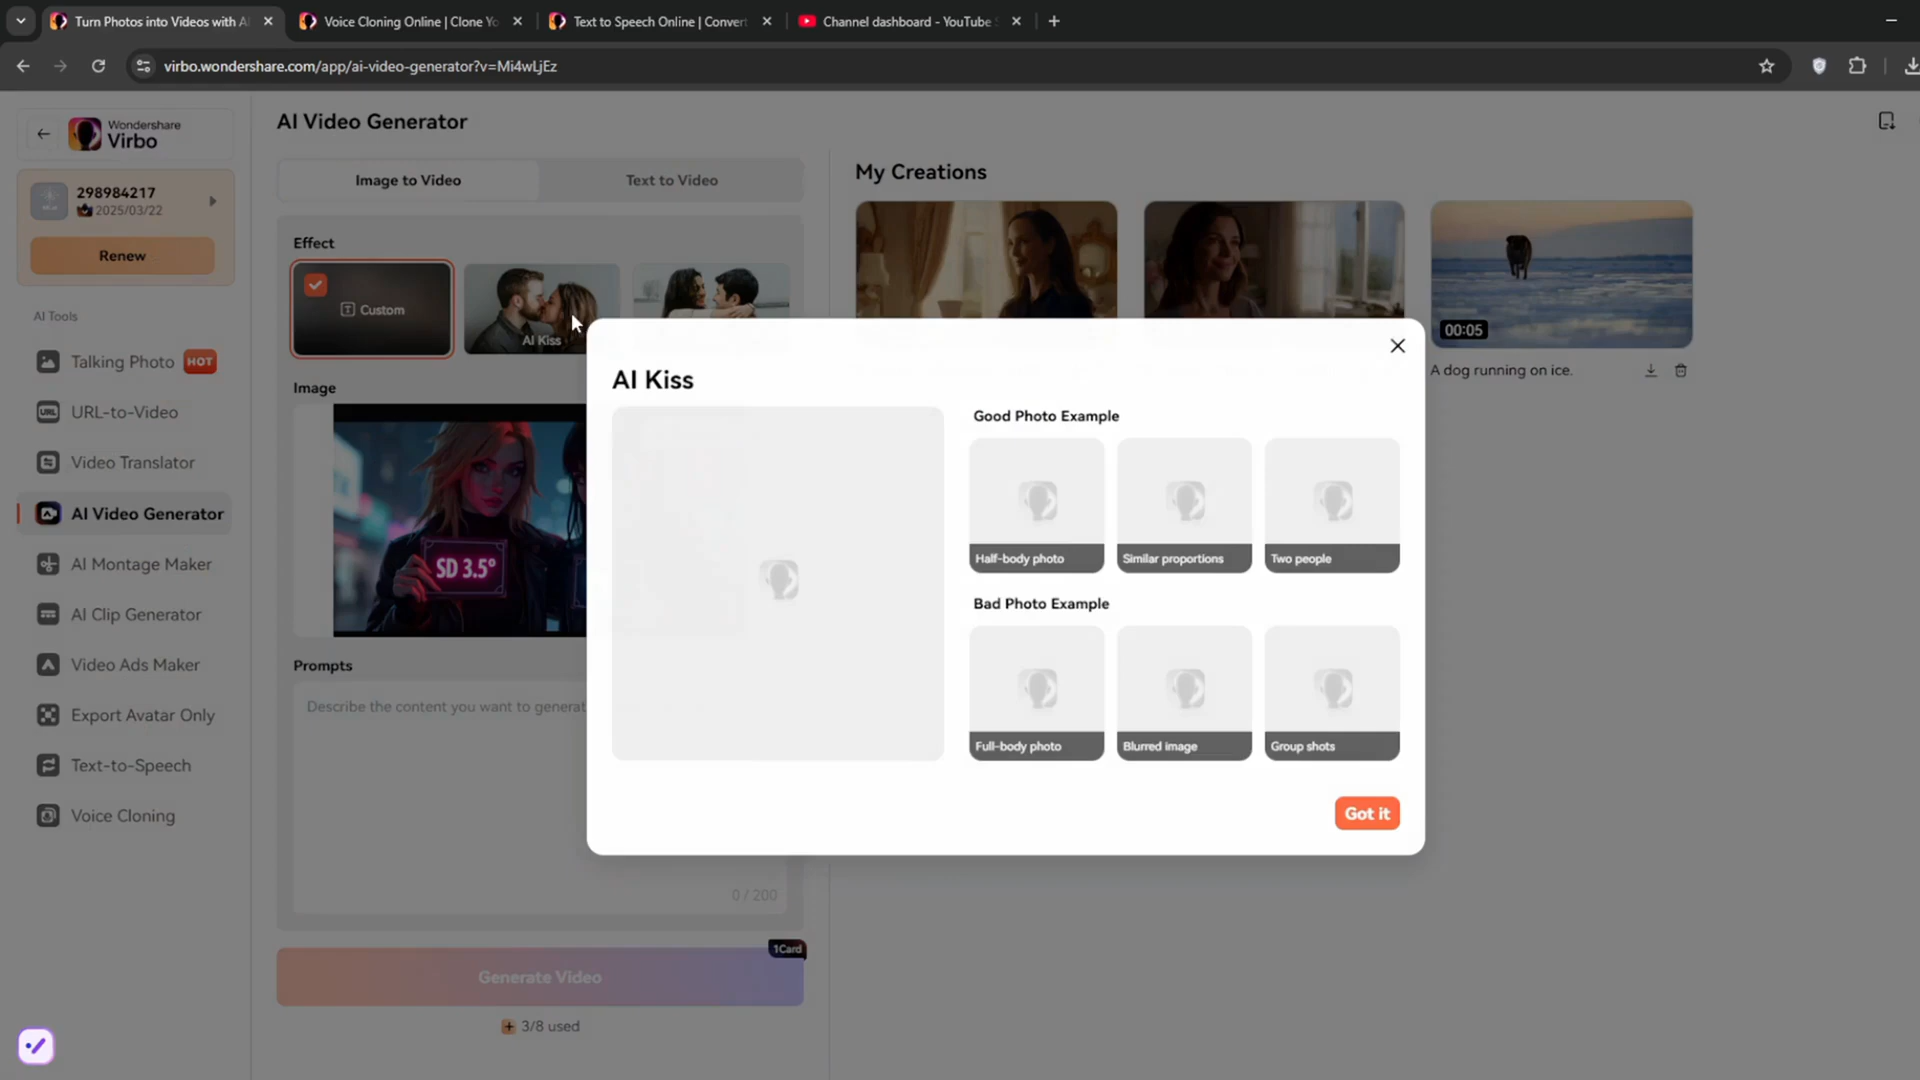 Turn Photos into Videos with AI
Voice Cloning Online | Clone Yo
Text to Speech Online | Convert
Channel dashboard - YouTube S
virbo.wondershare.com/app/ai-video-generator?v=Mi4wLjEz
Wondershare
Virbo
298984217
2025/03/22
Renew
AI Tools
Talking Photo HOT
URL-to-Video
Video Translator
AI Video Generator
AI Montage Maker
AI Clip Generator
Video Ads Maker
Export Avatar Only
Text-to-Speech
Voice Cloning
AI Video Generator
Image to Video
Text to Video
Effect
Custom
AI Kiss
Image
SD 3.5°
Prompts
Describe the content you want to generat
0 / 200
1Card
Generate Video
3/8 used
My Creations
00:05
A dog running on ice.
AI Kiss
Good Photo Example
Half-body photo
Similar proportions
Two people
Bad Photo Example
Full-body photo
Blurred image
Group shots
Got it